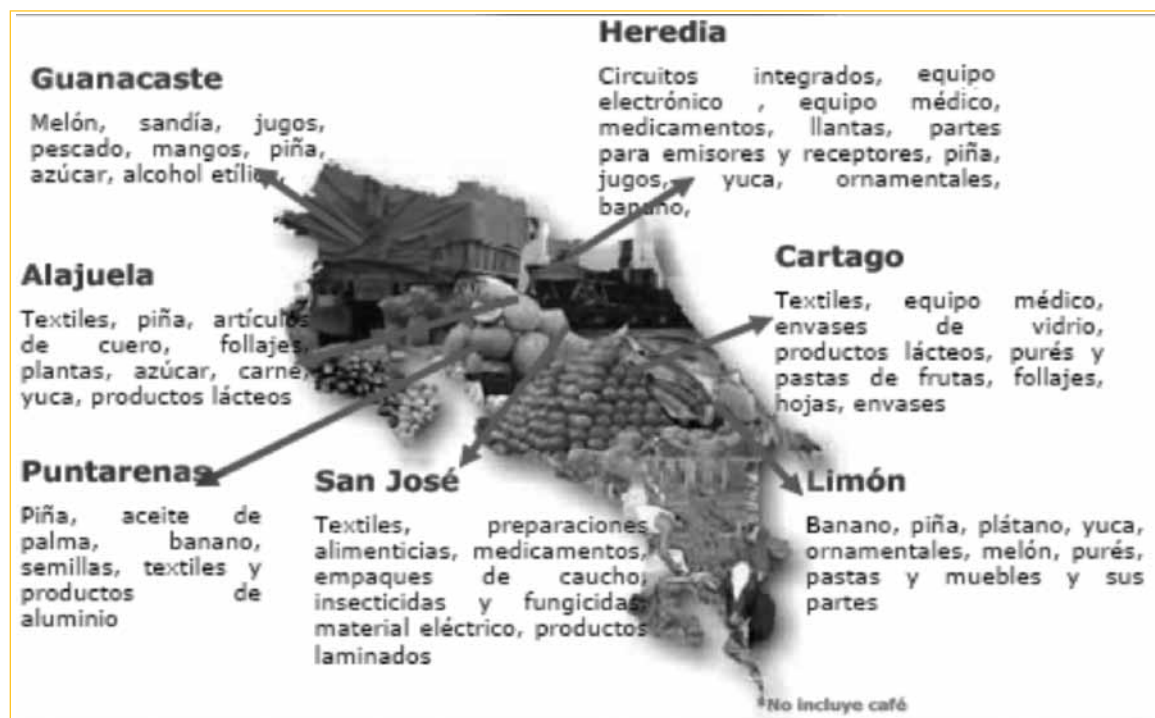 Guanacaste
Melón, sandía, jugos,
pescado, mangos, piña,
azúcar, alcohol
Heredia
Circuitos integrados, equipo
electrónico , equipo médico,
medicamentos, llantas, partes
para emisores y receptores, piña,
jugos, yuca, ornamentales,
banano,
Alajuela
Textiles, piña, artículos
de cuero, follajes,
plantas, azúcar, carne,
yuca, productos lácteos
Cartago
Textiles, equipo médico,
envases de vidrio,
productos lácteos, purés y
pastas de frutas, follajes,
hojas, envases
Puntarenas
Piña, aceite de
palma, banano,
semillas, textiles y
productos de
aluminio
San José
Textiles, preparaciones
alimenticias, medicamentos,
empaques de caucho,
insecticidas y fungicidas,
material eléctrico, productos
laminados
Limón
Banano, piña, plátano, yuca,
ornamentales, melón, purés,
pastas y muebles y sus
partes
*No incluye café